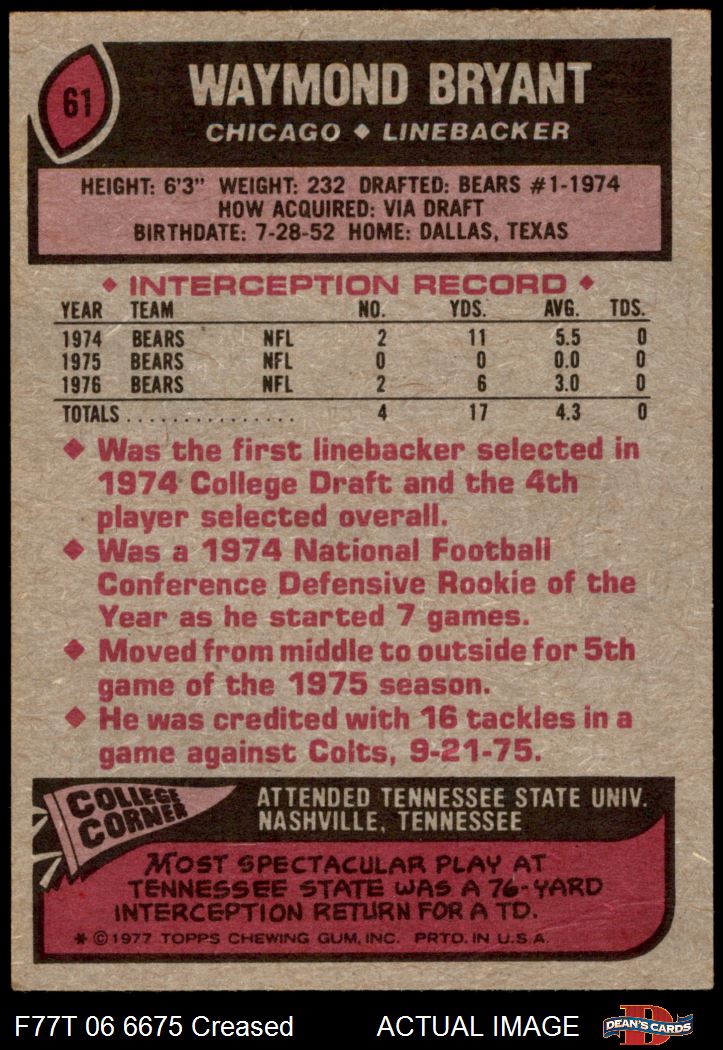 61
WAYMOND BRYANT
CHICAGO ◆ LINEBACKER
HEIGHT: 6'3" WEIGHT: 232 DRAFTED: BEARS #1-1974
HOW ACQUIRED: VIA DRAFT
BIRTHDATE: 7-28-52 HOME: DALLAS, TEXAS
◆ INTERCEPTION RECORD ◆
YEAR TEAM NO. YDS. AVG. TDS.
1974 BEARS NFL 2 11 5.5 0
1975 BEARS NFL 0 0 0.0 0
1976 BEARS NFL 2 6 3.0 0
TOTALS................ 4 17 4.3 0
◆ Was the first linebacker selected in
1974 College Draft and the 4th
player selected overall.
◆ Was a 1974 National Football
Conference Defensive Rookie of the
Year as he started 7 games.
◆ Moved from middle to outside for 5th
game of the 1975 season.
◆ He was credited with 16 tackles in a
game against Colts, 9-21-75.
COLLEGE
CORNER
ATTENDED TENNESSEE STATE UNIV.
NASHVILLE, TENNESSEE
MOST SPECTACULAR PLAY AT
TENNESSEE STATE WAS A 76-YARD
INTERCEPTION RETURN FOR A TD.
* © 1977 TOPPS CHEWING GUM, INC. PRTD. IN U.S.A.
F77T 06 6675 Creased ACTUAL IMAGE
D
DEAN'S CARDS